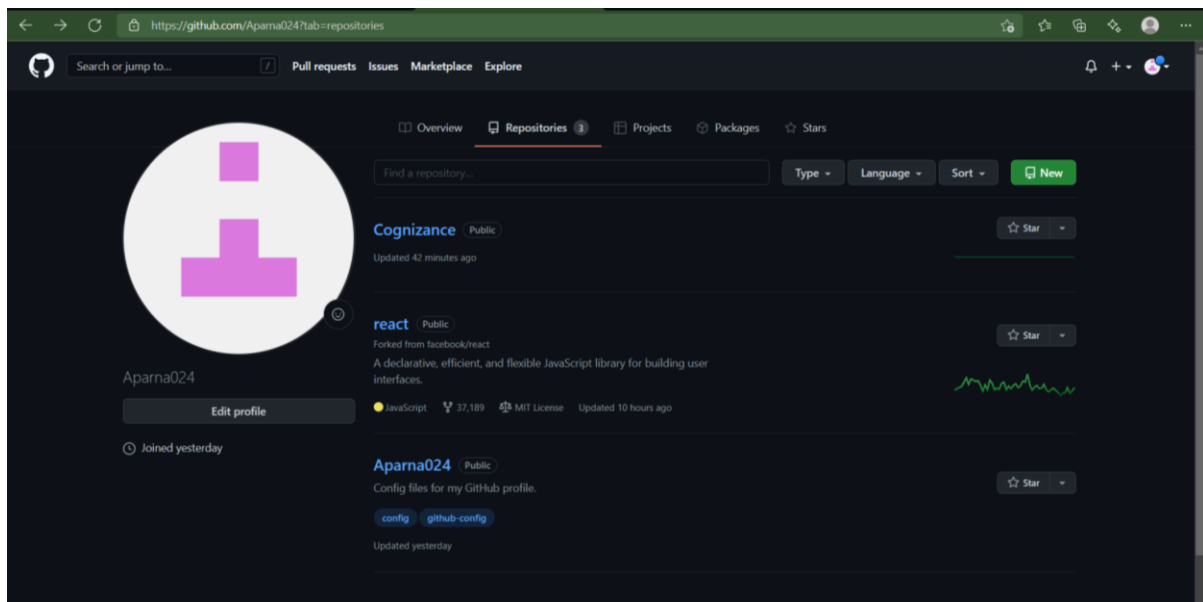 https://github.com/Aparna024?tab=repositories
Search or jump to... / Pull requests Issues Marketplace Explore
Overview Repositories 3 Projects Packages Stars
Find a repository... Type Language Sort New
Cognizance Public Star
Updated 42 minutes ago
react Public Star
Forked from facebook/react
A declarative, efficient, and flexible JavaScript library for building user
interfaces.
JavaScript 37,189 MIT License Updated 10 hours ago
Aparna024
Edit profile
Joined yesterday
Aparna024 Public Star
Config files for my GitHub profile.
config github-config
Updated yesterday